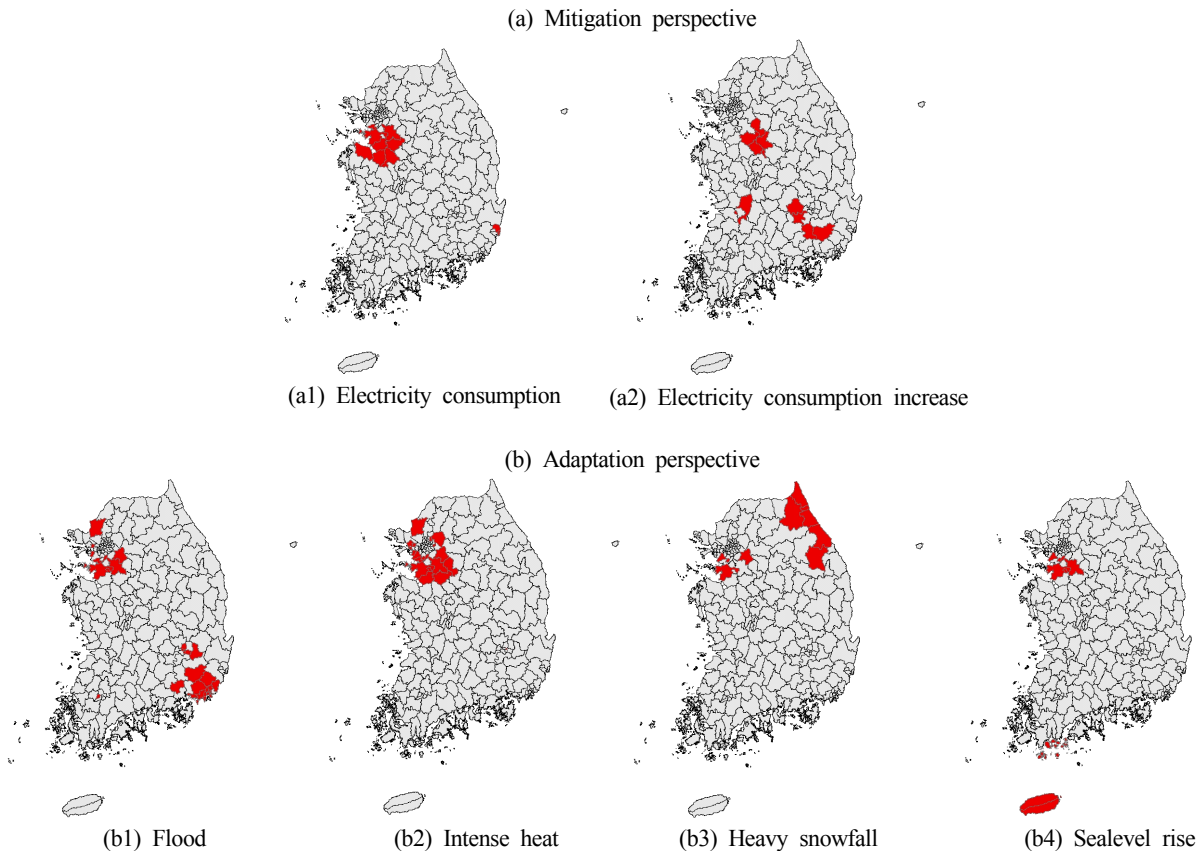 (a) Mitigation perspective
(a1) Electricity consumption
(a2) Electricity consumption increase
(b) Adaptation perspective
(b1) Flood
(b2) Intense heat
(b3) Heavy snowfall
(b4) Sealevel rise